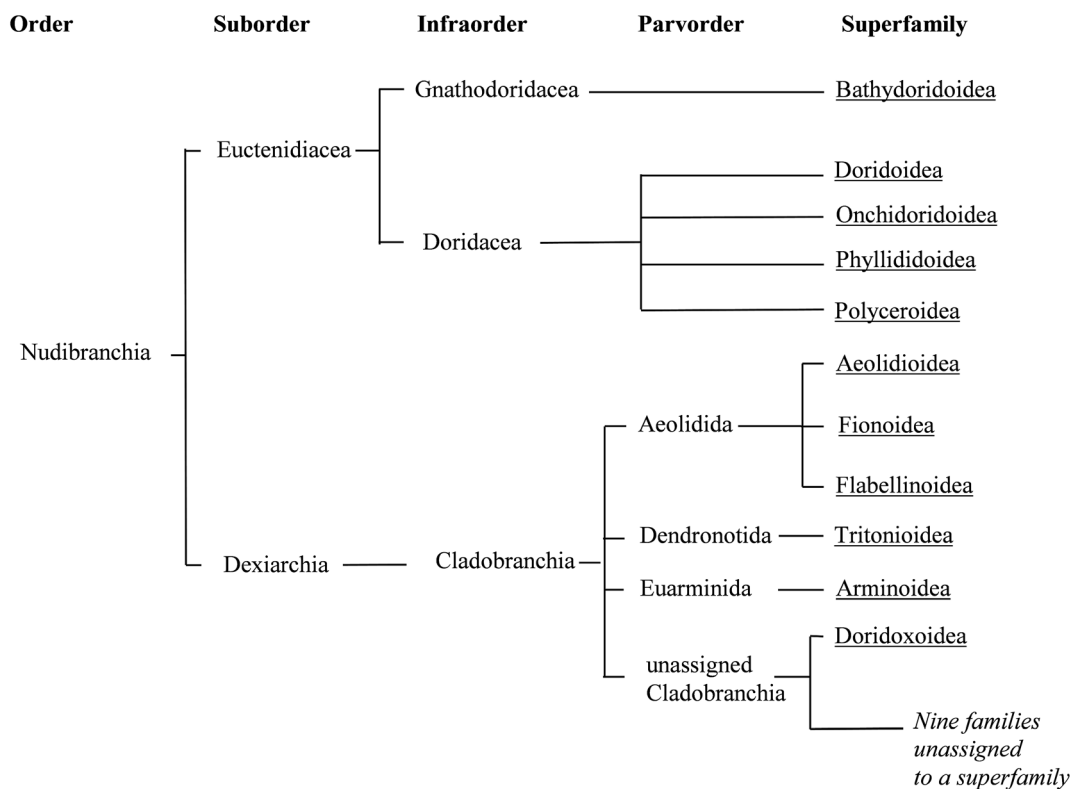 Order Suborder Infraorder Parvorder Superfamily
Gnathodoridacea Bathydoridoidea
Euctenidiacea
Doridoidea
Onchidoridoidea
Doridacea
Phyllididoidea
Polyceroidea
Nudibranchia
Aeolidioidea
Aeolidida Fionoidea
Flabellinoidea
Dendronotida Tritonioidea
Dexiarchia Cladobranchia
Euarminida Arminoidea
Doridoxoidea
unassigned
Cladobranchia
Nine families
unassigned
to a superfamily